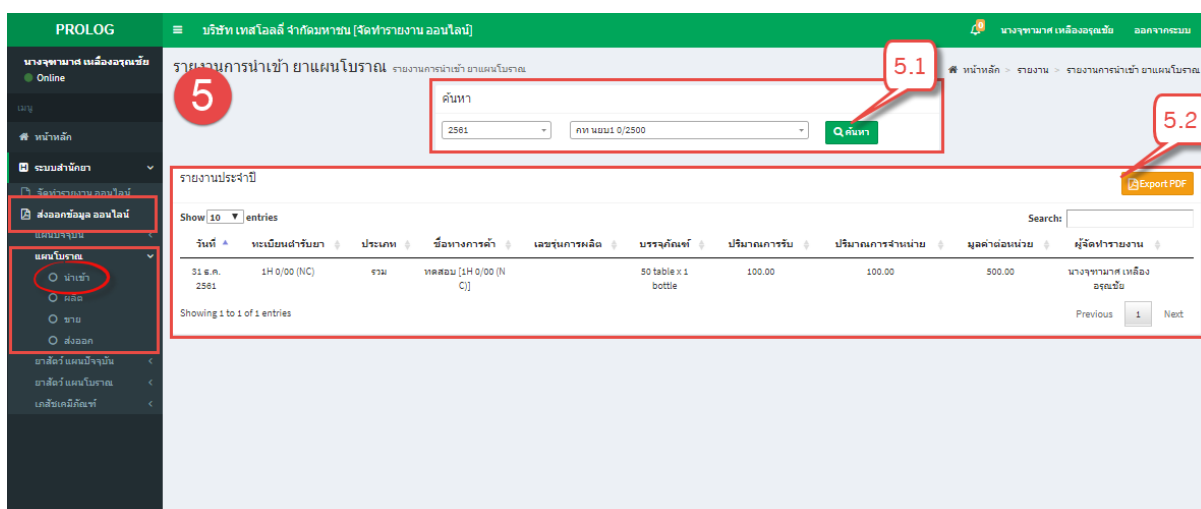 PROLOG
บริษัท เทสโอลลี่ จำกัดมหาชน [จัดทำรายงาน ออนไลน์]
0
นางจุฑามาศ เหลืองอรุณชัย
ออกจากระบบ
นางจุฑามาศ เหลืองอรุณชัย
Online
เมนู
หน้าหลัก
ระบบสำนักยา
จัดทำรายงาน ออนไลน์
ส่งออกข้อมูล ออนไลน์
แผนปัจจุบัน
แผนโบราณ
นำเข้า
ผลิต
ขาย
ส่งออก
ยาสัตว์ แผนปัจจุบัน
ยาสัตว์ แผนโบราณ
เภสัชเคมีภัณฑ์
รายงานการนำเข้า ยาแผนโบราณ รายงานการนำเข้า ยาแผนโบราณ
หน้าหลัก > รายงาน > รายงานการนำเข้า ยาแผนโบราณ
5
5.1
ค้นหา
2561
กท นยบ1 0/2500
ค้นหา
5.2
รายงานประจำปี
Export PDF
Show 10 entries
Search:
วันที่ ทะเบียนตำรับยา ประเภท ชื่อทางการค้า เลขรุ่นการผลิต บรรจุภัณฑ์ ปริมาณการรับ ปริมาณการจำหน่าย มูลค่าต่อหน่วย ผู้จัดทำรายงาน
31 ธ.ค. 1H 0/00 (NC) รวม ทดสอบ [1H 0/00 (N 50 table x 1 100.00 100.00 500.00 นางจุฑามาศ เหลือง
2561 C)] bottle อรุณชัย
Showing 1 to 1 of 1 entries
Previous 1 Next